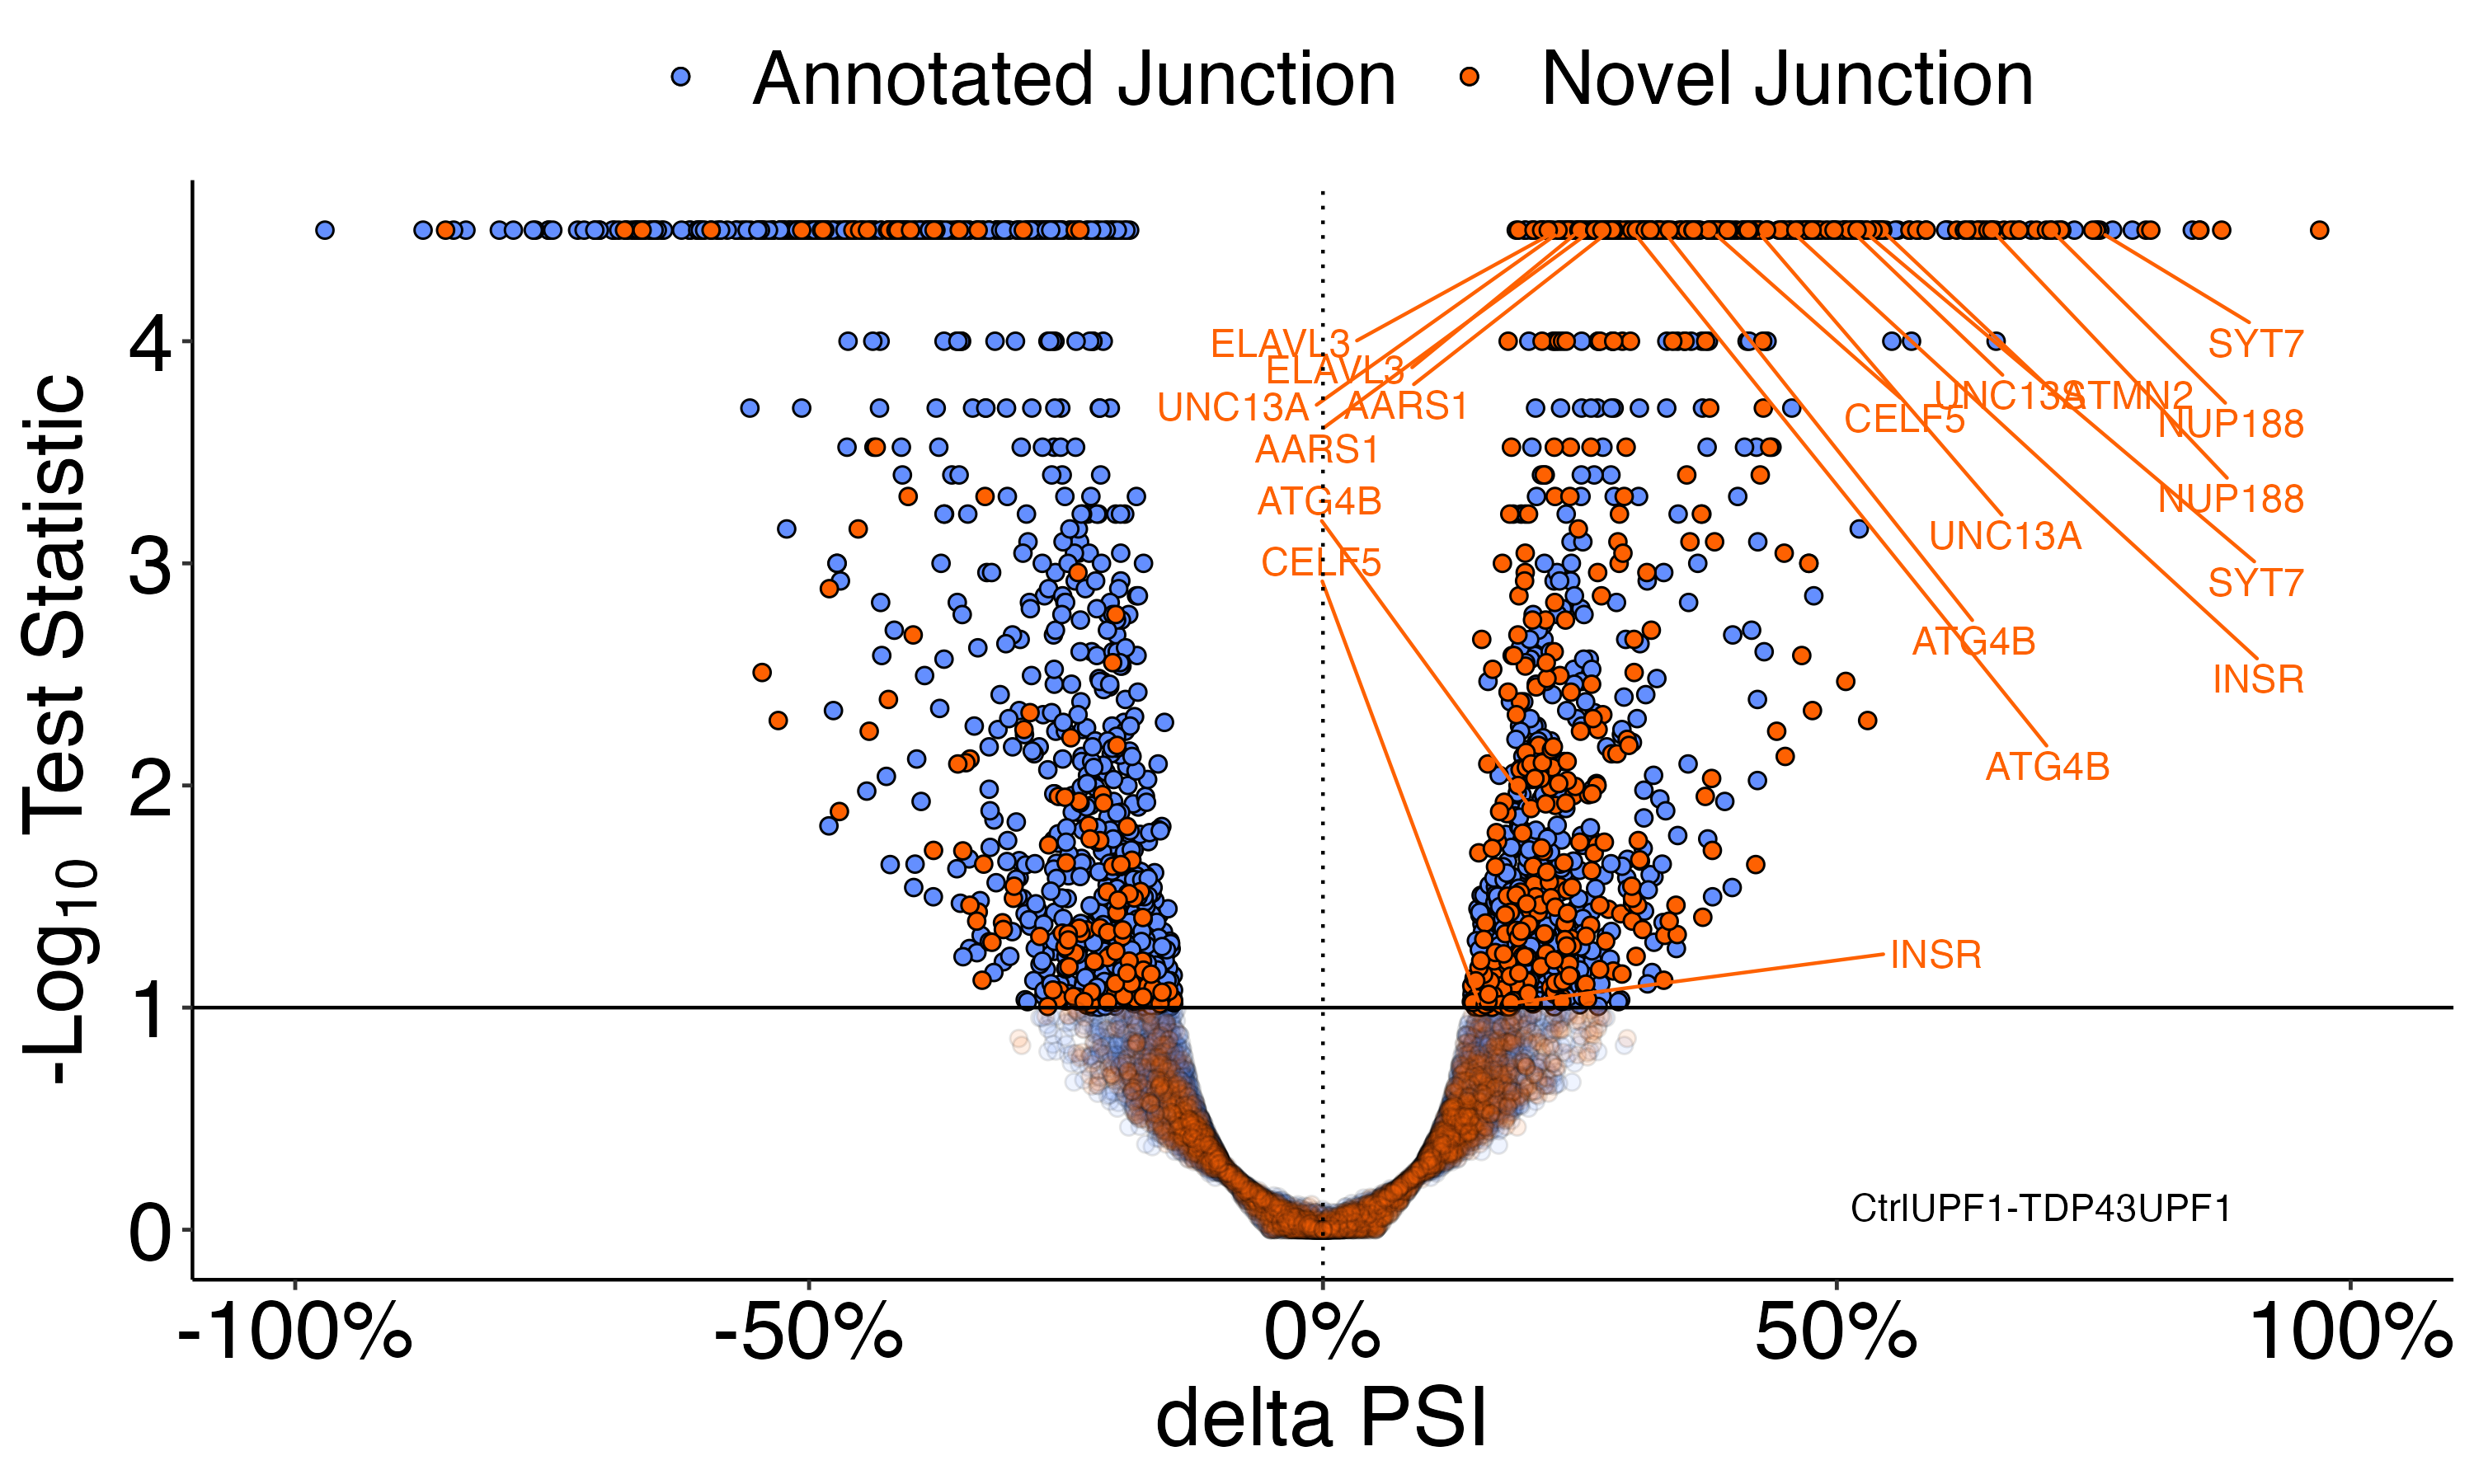 Annotated Junction
Novel Junction
-Log10 Test Statistic
4
3
2
1
0
ELAVL3
ELAVL3
UNC13A
AARS1
AARS1
ATG4B
CELF5
SYT7
UNC13B
STMN2
CELF5
NUP188
NUP188
UNC13A
SYT7
ATG4B
INSR
ATG4B
INSR
CtrlUPF1-TDP43UPF1
-100%
-50%
0%
50%
100%
delta PSI